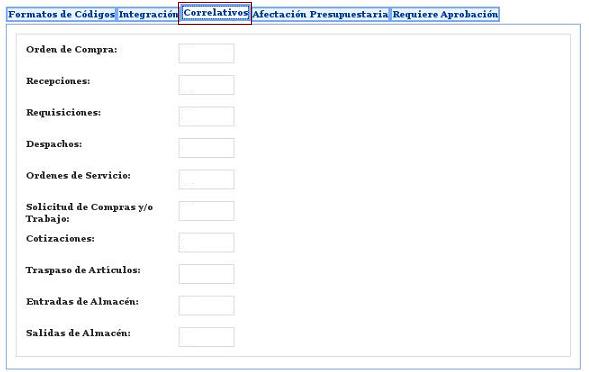 Formatos de Códigos Integración Correlativos Afectación Presupuestaria Requiere Aprobación
Orden de Compra:
Recepciones:
Requisiciones:
Despachos:
Ordenes de Servicio:
Solicitud de Compras y/o
Trabajo:
Cotizaciones:
Traspaso de Artículos:
Entradas de Almacén:
Salidas de Almacén: